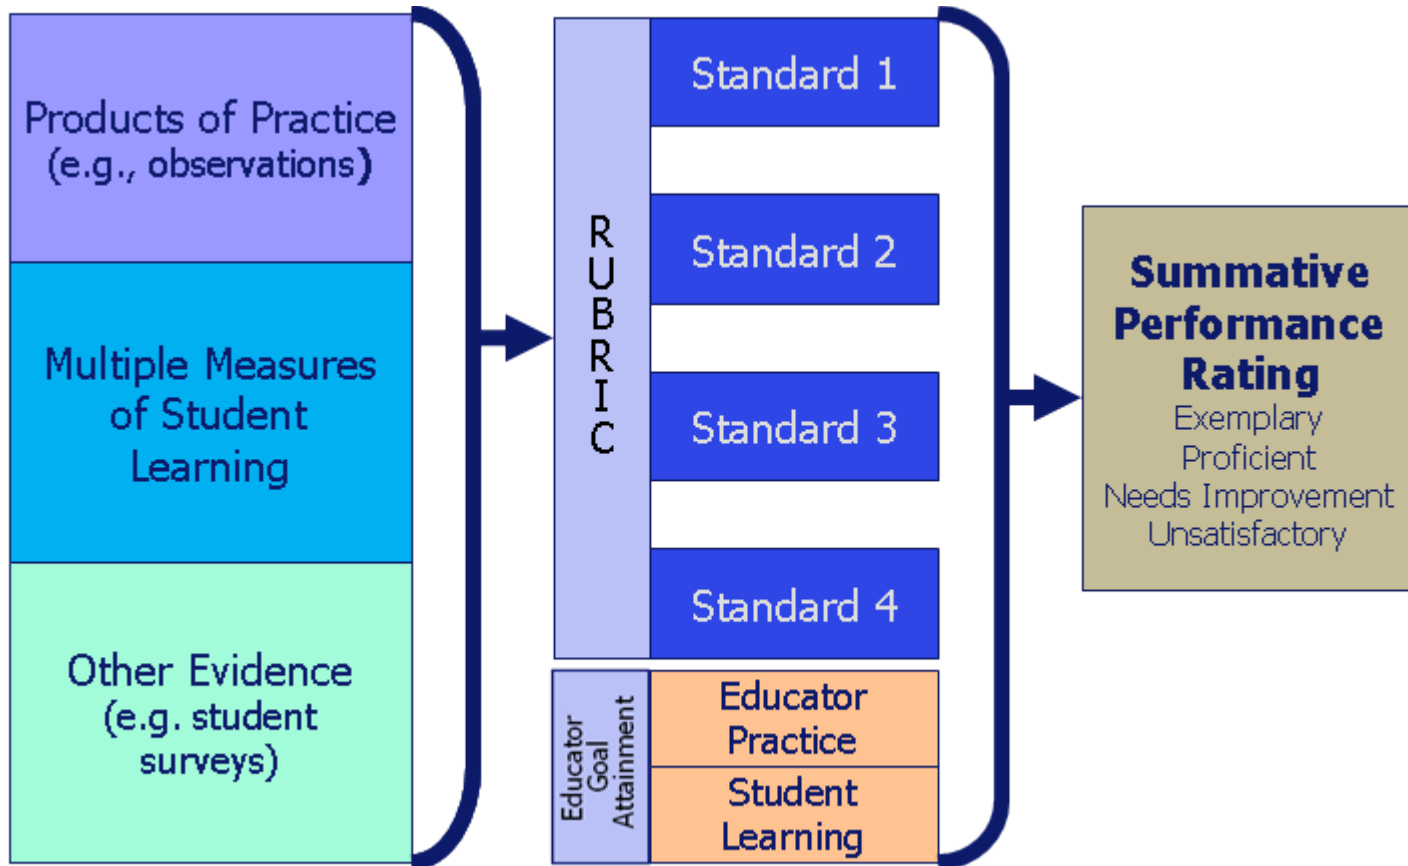 Products of Practice
(e.g., observations)
Multiple Measures
of Student
Learning
Other Evidence
(e.g. student
surveys)
RUBRIC
Standard 1
Standard 2
Standard 3
Standard 4
Educator
Goal
Attainment
Educator
Practice
Student
Learning
Summative
Performance
Rating
Exemplary
Proficient
Needs Improvement
Unsatisfactory